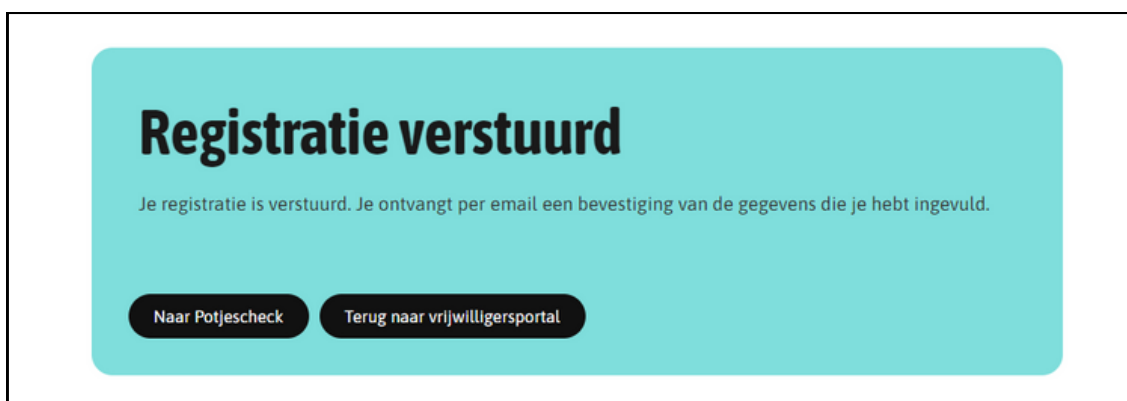 Registratie verstuurd
Je registratie is verstuurd. Je ontvangt per email een bevestiging van de gegevens die je hebt ingevuld.
Naar Potjescheck
Terug naar vrijwilligersportal